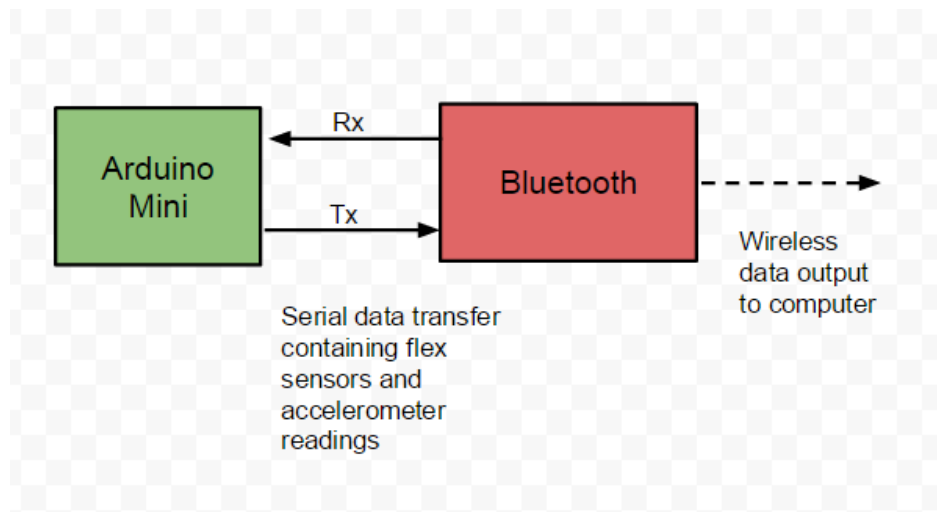 Rx
Arduino
Mini
Bluetooth
Tx
Wireless
data output
to computer
Serial data transfer
containing flex
sensors and
accelerometer
readings